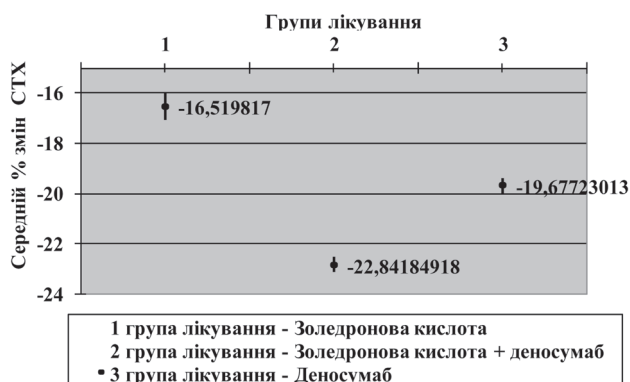 Групи лікування
1 2 3
Середній % змін СТХ
-16
-18
-20
-22
-24
-16,519817
-19,67723013
-22,84184918
1 група лікування - Золедронова кислота
2 група лікування - Золедронова кислота + деносумаб
3 група лікування - Деносумаб